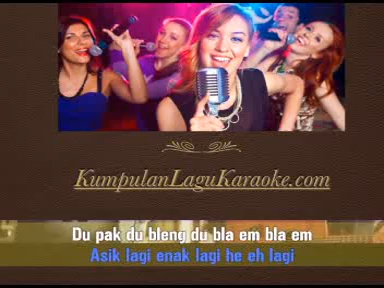 KumpulanLaguKaraoke.com
Du pak du bleng du bla em bla em
Asik lagi enak lagi he eh lagi